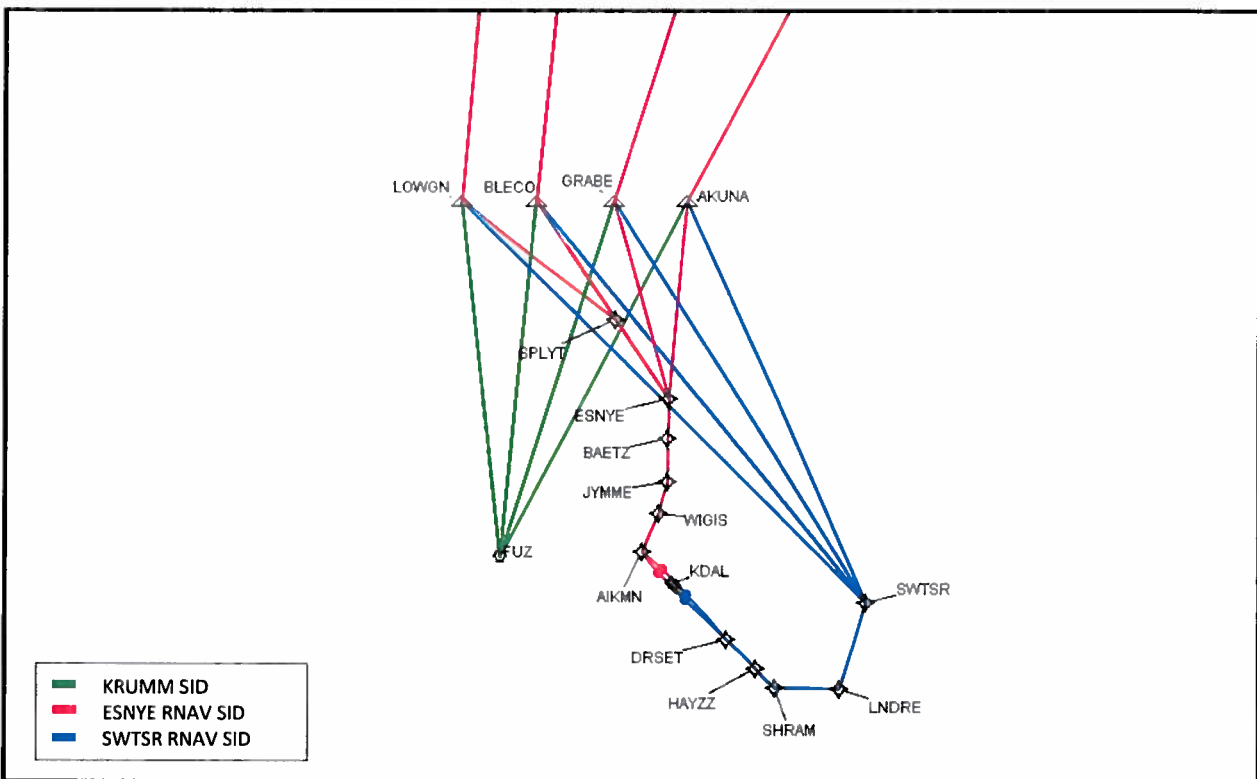 LOWGN
BLECO
GRABE
AKUNA
SPLYT
ESNYE
BAETZ
JYMME
WIGIS
FUZ
KDAL
AIKMN
SWTSR
DRSET
HAYZZ
LNDRE
SHRAM
KRUMM SID
ESNYE RNAV SID
SWTSR RNAV SID